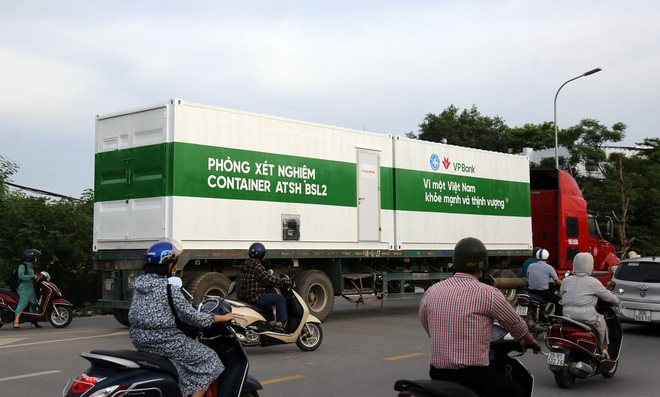 PHÒNG XÉT NGHIỆM
CONTAINER ATSH BSL2
VPBank
Vì một Việt Nam
khỏe mạnh và thịnh vượng